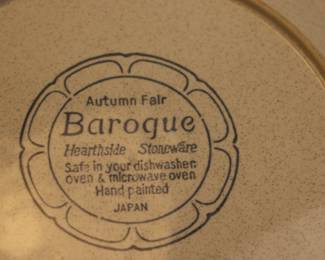 Autumn Fair
Baroque
Hearthside Stoneware
Safe in your dishwasher
oven & microwave oven
Hand painted
JAPAN